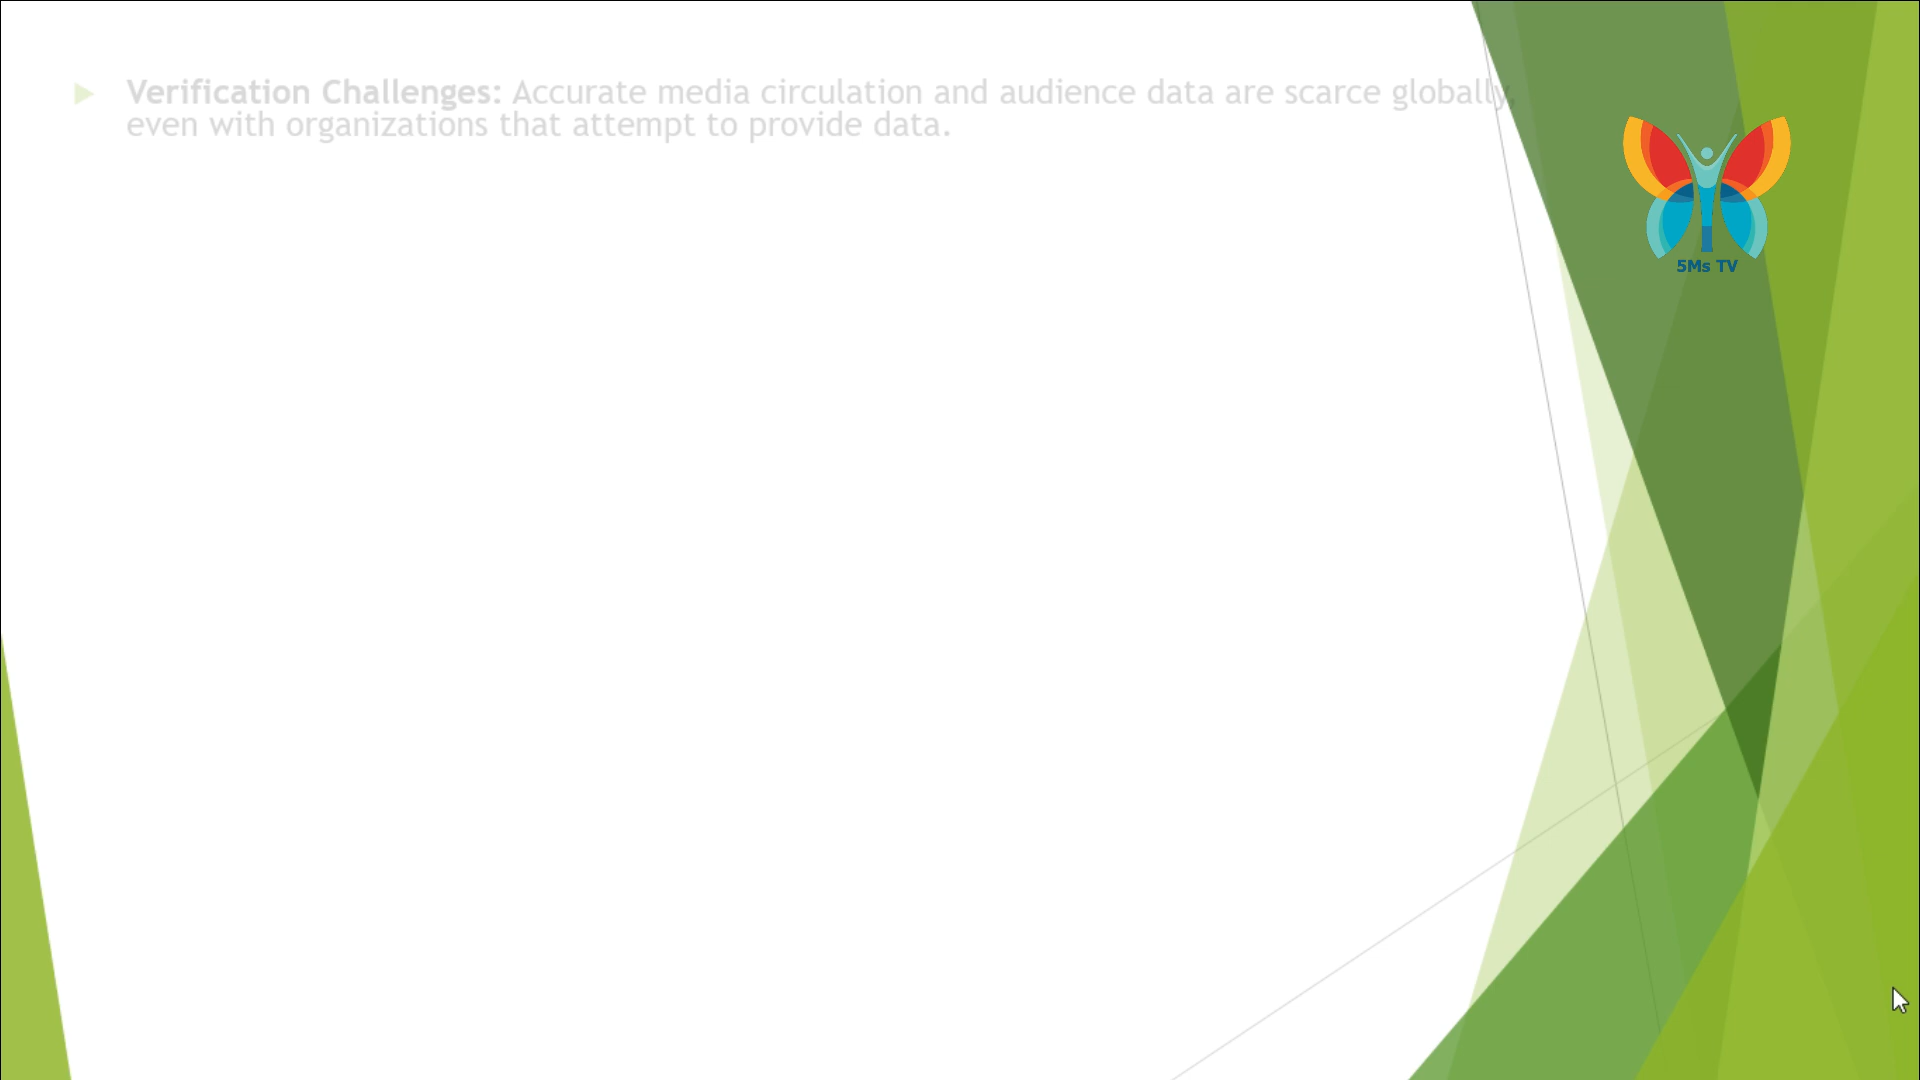 Verification Challenges: Accurate media circulation and audience data are scarce globally,
even with organizations that attempt to provide data.
5Ms TV